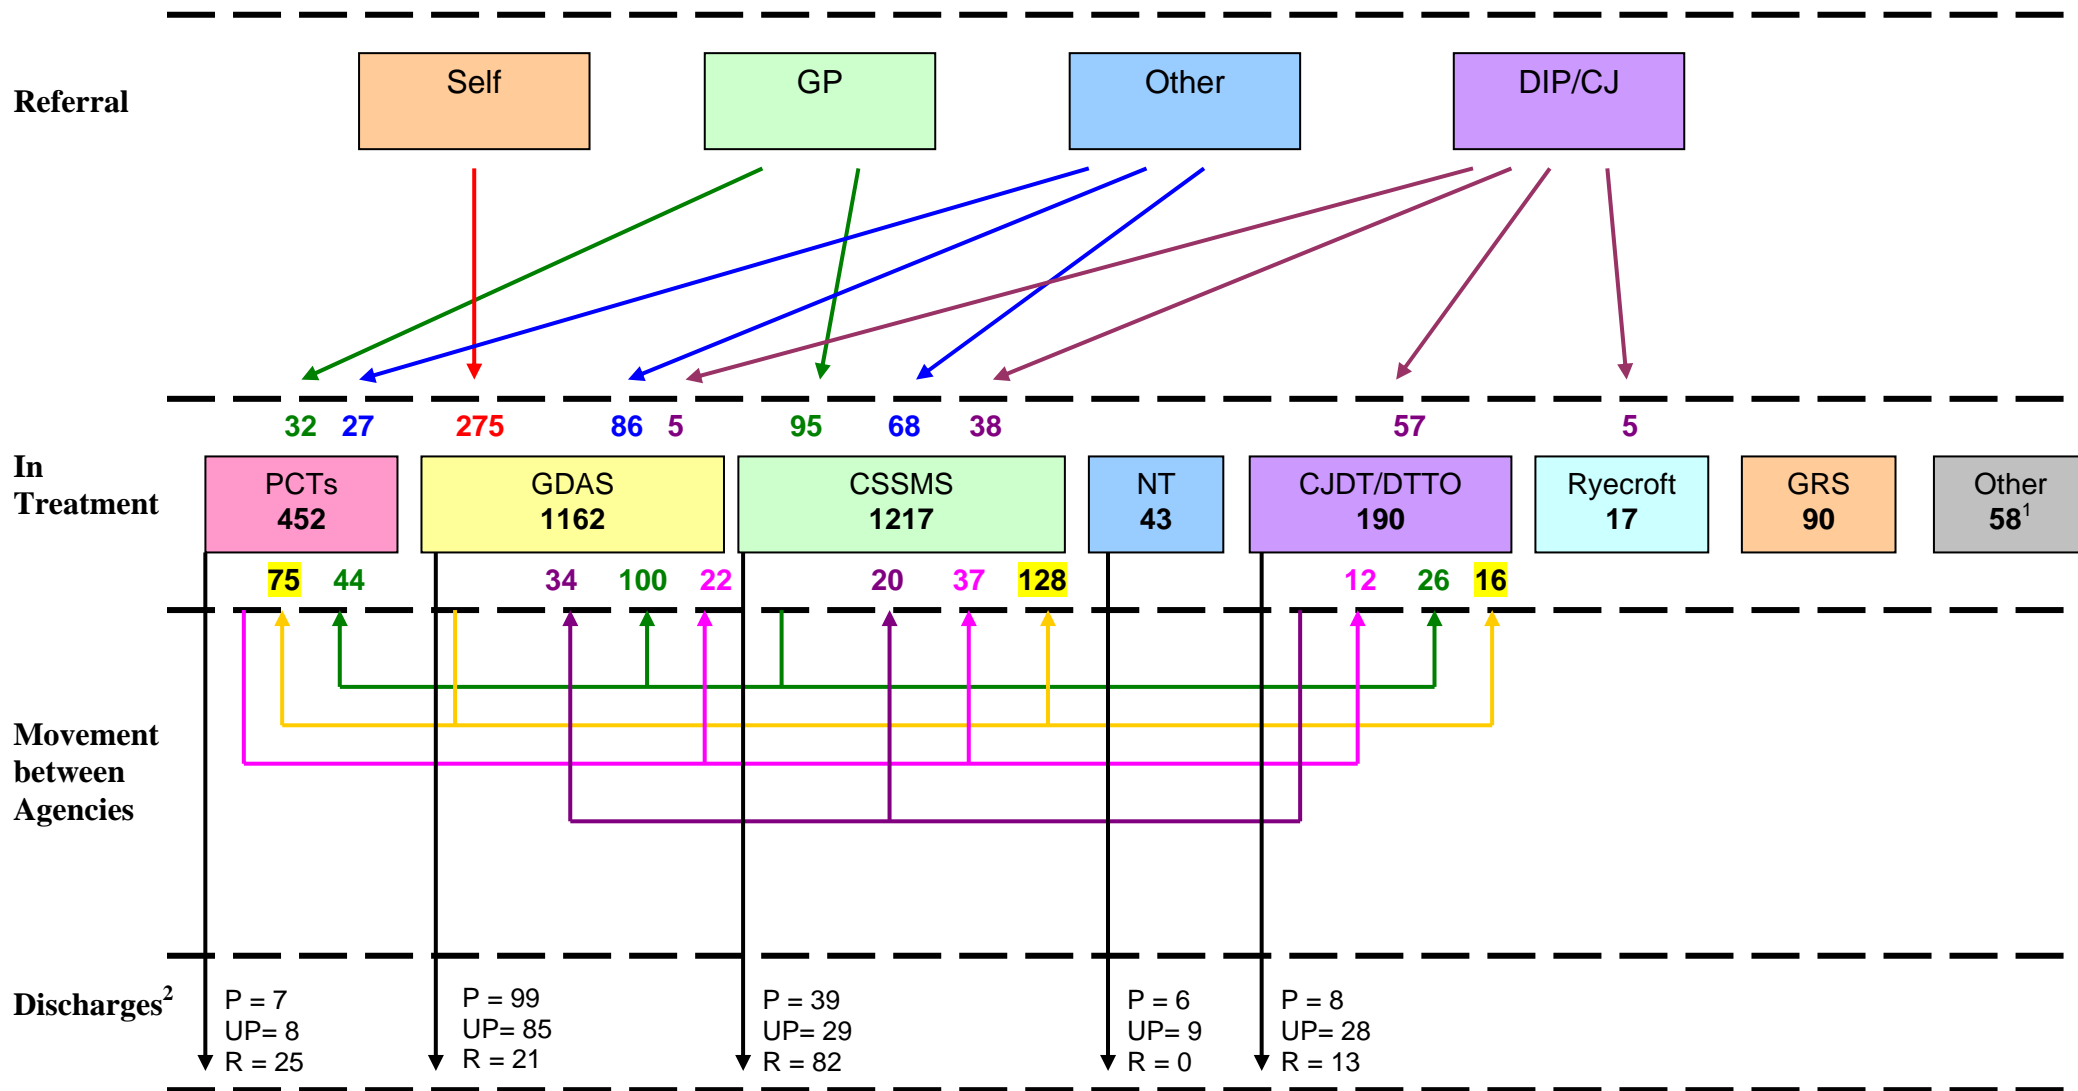 Referral
Self
GP
Other
DIP/CJ
32 27 275 86 5 95 68 38 57 5
In
Treatment
PCTs
452
GDAS
1162
CSSMS
1217
NT
43
CJDT/DTTO
190
Ryecroft
17
GRS
90
Other
58¹
75 44 34 100 22 20 37 128 12 26 16
Movement
between
Agencies
Discharges²
P = 7
UP= 8
R = 25
P = 99
UP= 85
R = 21
P = 39
UP= 29
R = 82
P = 6
UP= 9
R = 0
P = 8
UP= 28
R = 13